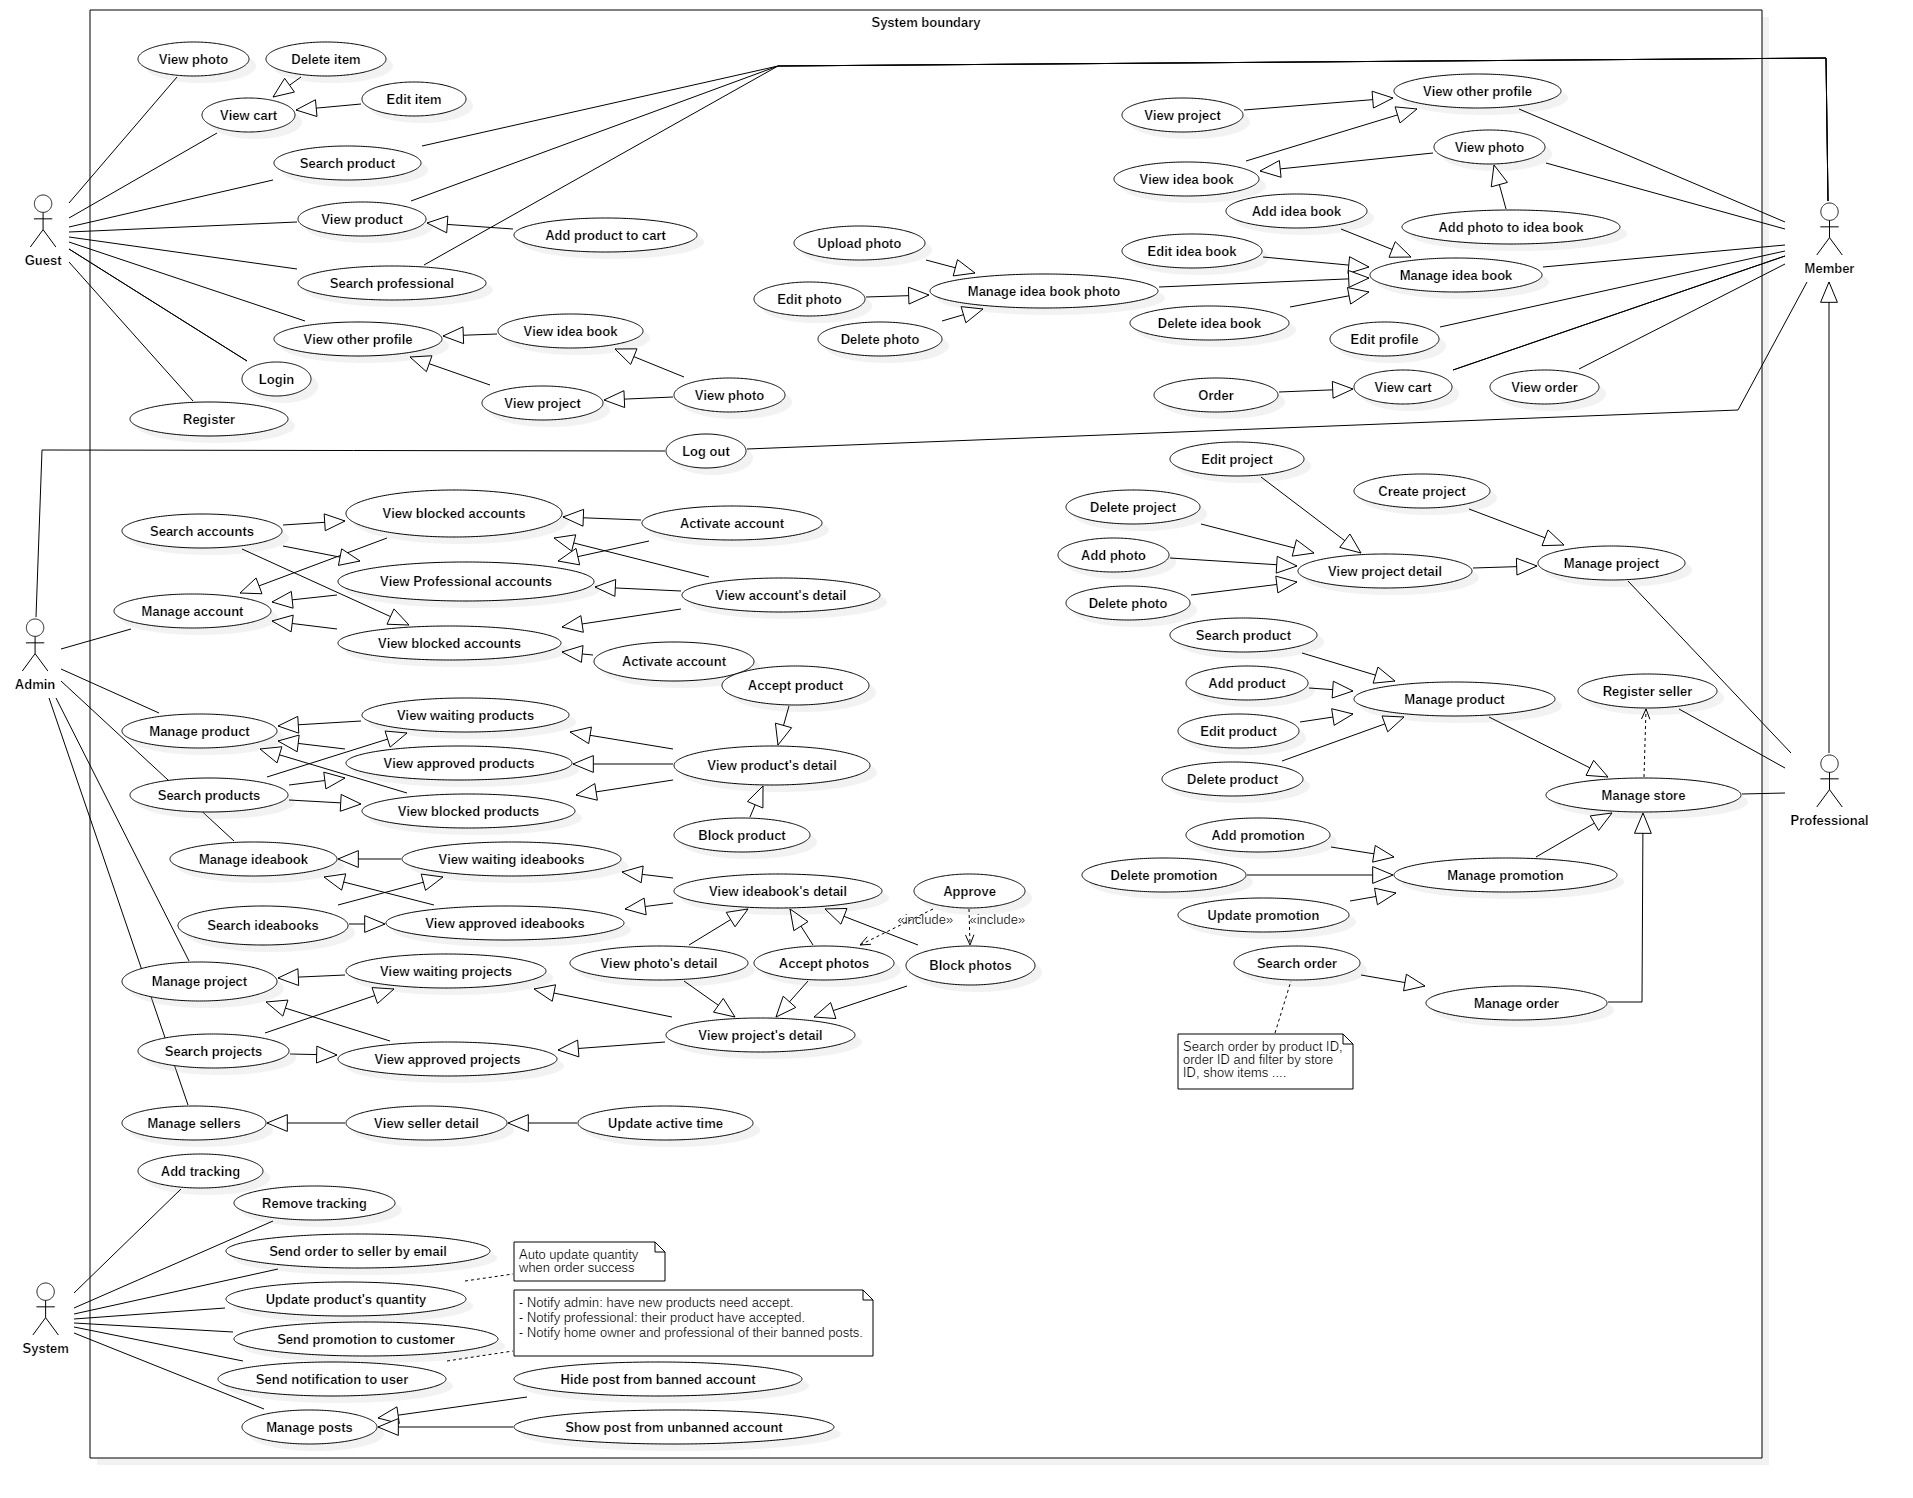 System boundary
View photo
Delete item
View cart
Edit item
Search product
View product
Add product to cart
Search professional
View other profile
View idea book
Login
View project
View photo
Register
Guest
Log out
View project
View other profile
View photo
View idea book
Add idea book
Add photo to idea book
Upload photo
Edit idea book
Manage idea book
Edit photo
Manage idea book photo
Delete photo
Delete idea book
Edit profile
Order
View cart
View order
Member
Search accounts
View blocked accounts
Activate account
View Professional accounts
View account's detail
Manage account
View blocked accounts
Activate account
Accept product
Admin
Manage product
View waiting products
View approved products
View product's detail
Search products
View blocked products
Block product
Manage ideabook
View waiting ideabooks
View ideabook's detail
Approve
«include»
«include»
Search ideabooks
View approved ideabooks
View photo's detail
Accept photos
Block photos
Manage project
View waiting projects
View project's detail
Search projects
View approved projects
Manage sellers
View seller detail
Update active time
Edit project
Delete project
Create project
Add photo
View project detail
Manage project
Delete photo
Search product
Add product
Manage product
Register seller
Edit product
Delete product
Manage store
Professional
Add promotion
Delete promotion
Manage promotion
Update promotion
Search order
Manage order
Search order by product ID,
order ID and filter by store
ID, show items ....
Add tracking
Remove tracking
Send order to seller by email
Auto update quantity
when order success
Update product's quantity
- Notify admin: have new products need accept.
- Notify professional: their product have accepted.
- Notify home owner and professional of their banned posts.
Send promotion to customer
System
Send notification to user
Hide post from banned account
Manage posts
Show post from unbanned account